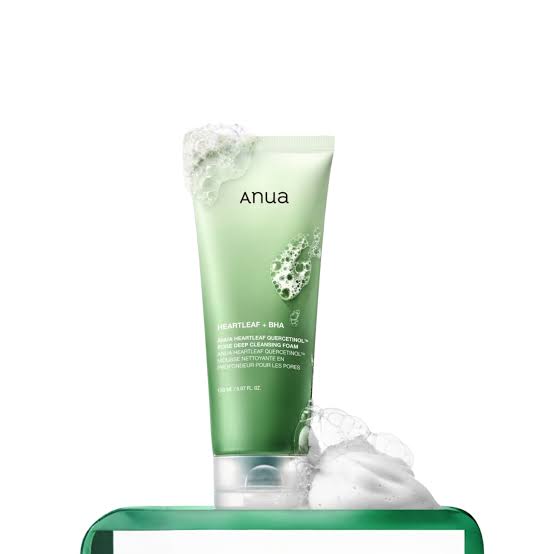 Anua
HEARTLEAF + BHA
ANUA HEARTLEAF QUERCETINOL™
PORE DEEP CLEANSING FOAM
ANUA HEARTLEAF QUERCETINOL™
MOUSSE NETTOYANTE EN
PROFONDEUR POUR LES PORES
150 ML / 5.07 FL. OZ.